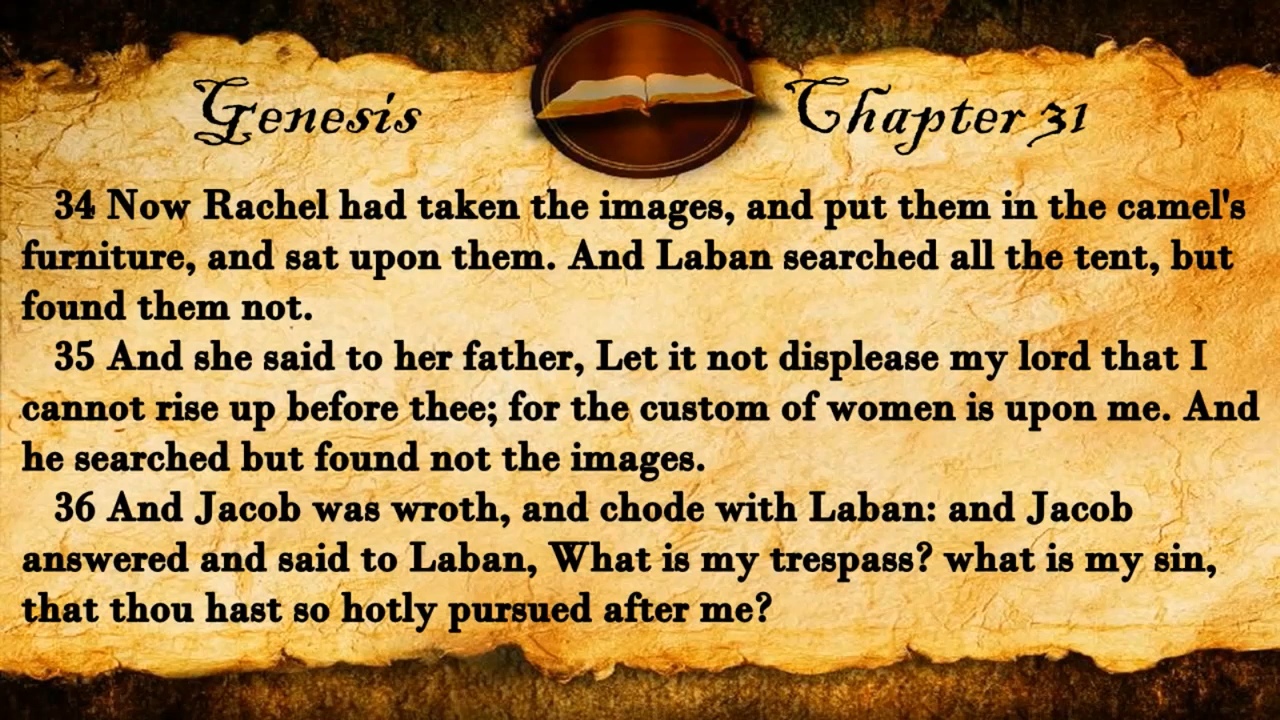 Genesis Chapter 31
34 Now Rachel had taken the images, and put them in the camel's
furniture, and sat upon them. And Laban searched all the tent, but
found them not.
35 And she said to her father, Let it not displease my lord that I
cannot rise up before thee; for the custom of women is upon me. And
he searched but found not the images.
36 And Jacob was wroth, and chode with Laban: and Jacob
answered and said to Laban, What is my trespass? what is my sin,
that thou hast so hotly pursued after me?